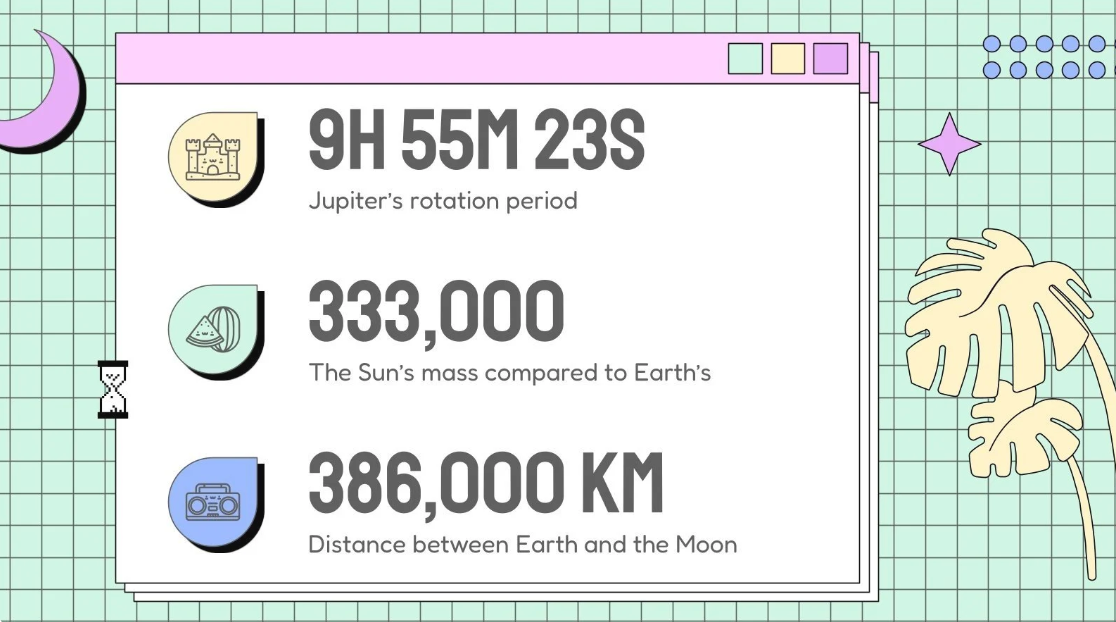 9H 55M 23S
Jupiter’s rotation period
333,000
The Sun’s mass compared to Earth’s
386,000 KM
Distance between Earth and the Moon